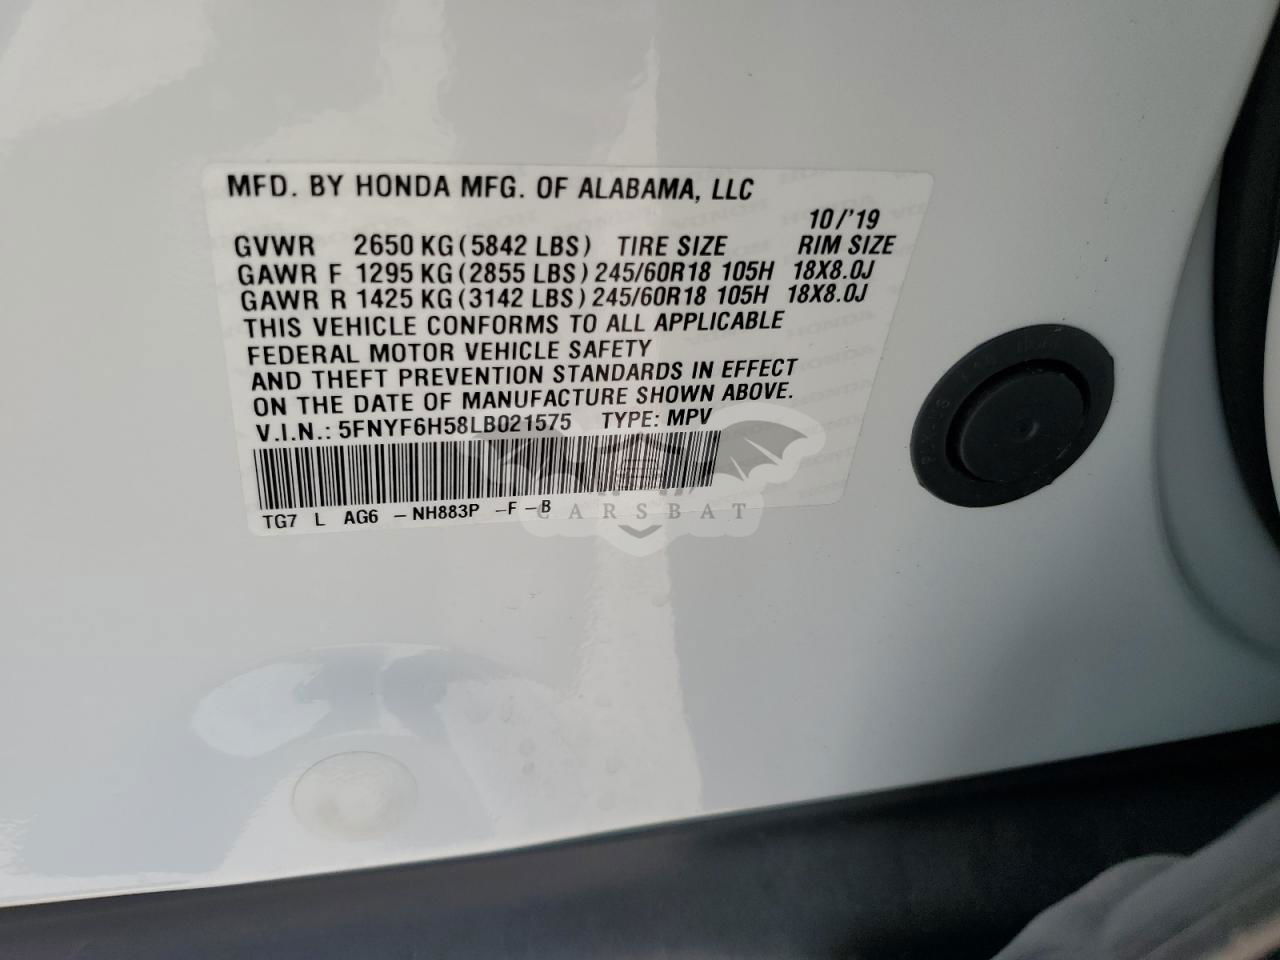 MFD. BY HONDA MFG. OF ALABAMA, LLC
10/'19
GVWR 2650 KG (5842 LBS) TIRE SIZE RIM SIZE
GAWR F 1295 KG (2855 LBS) 245/60R18 105H 18X8.0J
GAWR R 1425 KG (3142 LBS) 245/60R18 105H 18X8.0J
THIS VEHICLE CONFORMS TO ALL APPLICABLE
FEDERAL MOTOR VEHICLE SAFETY
AND THEFT PREVENTION STANDARDS IN EFFECT
ON THE DATE OF MANUFACTURE SHOWN ABOVE.
V.I.N.: 5FNYF6H58LB021575 TYPE: MPV
TG7 L AG6 -NH883P -F-B
CARSBAT